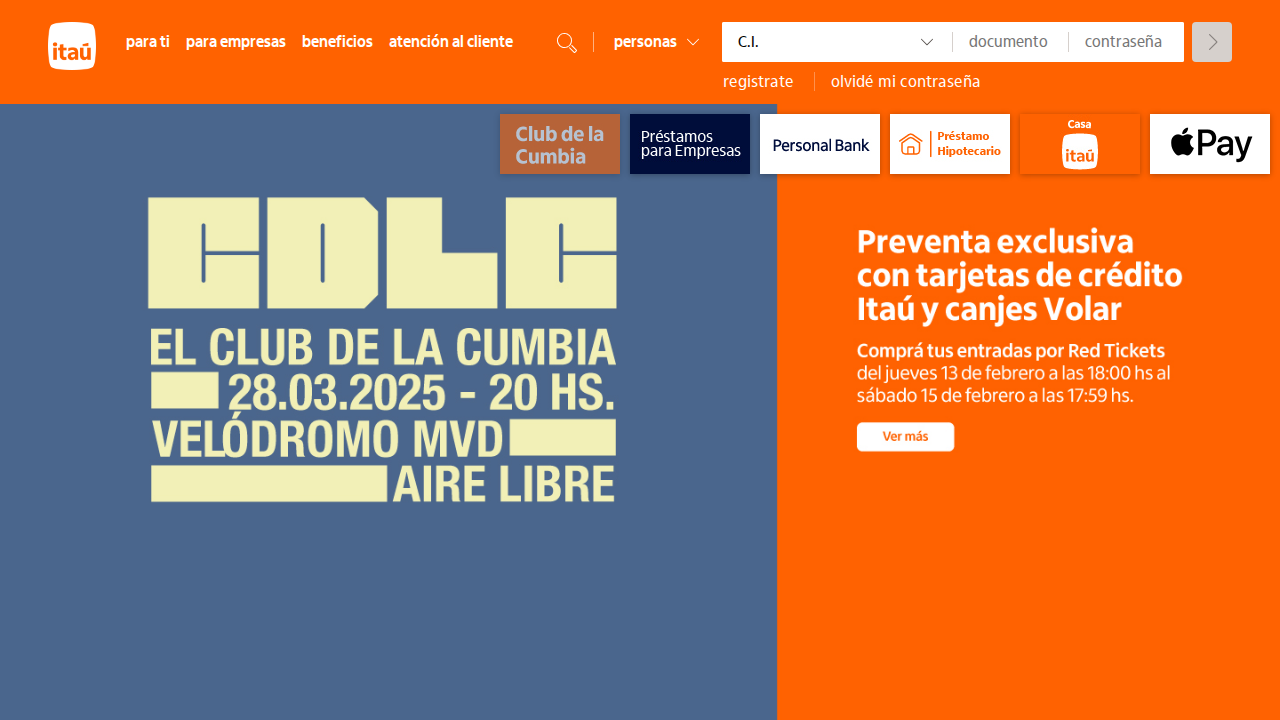 itaú
para ti
para empresas
beneficios
atención al cliente
personas
C.I.
documento
contraseña
registrate
olvidé mi contraseña
Club de la
Cumbia
Préstamos
para Empresas
Personal Bank
Préstamo
Hipotecario
Casa
itaú
Pay
CDLC
EL CLUB DE LA CUMBIA
28.03.2025 - 20 HS.
VELÓDROMO MVD
AIRE LIBRE
Preventa exclusiva
con tarjetas de crédito
Itaú y canjes Volar
Comprá tus entradas por Red Tickets
del jueves 13 de febrero a las 18:00 hs al
sábado 15 de febrero a las 17:59 hs.
Ver más